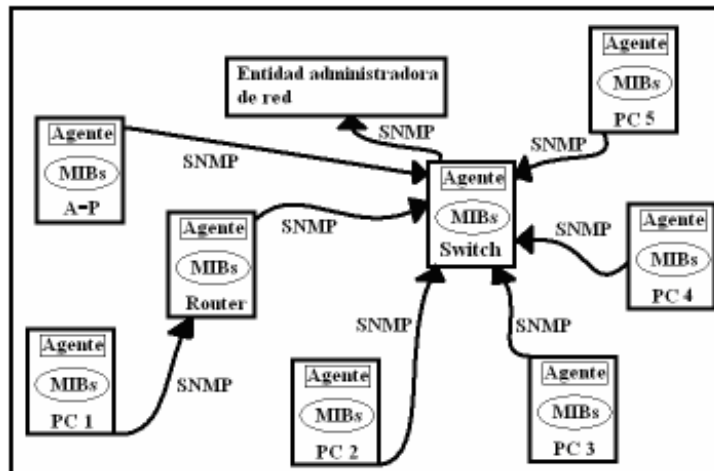 Agente
MIBs
PC 5
Entidad administradora
de red
SNMP
SNMP
Agente
MIBs
A-P
SNMP
Agente
MIBs
Switch
Agente
MIBs
Router
SNMP
Agente
MIBs
PC 4
SNMP
Agente
MIBs
PC 1
SNMP
Agente
MIBs
PC 2
SNMP
Agente
MIBs
PC 3
SNMP